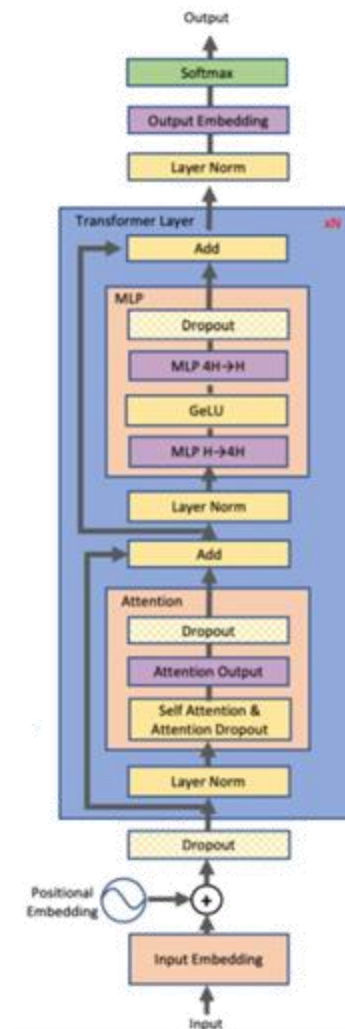 Output
Softmax
Output Embedding
Layer Norm
Transformer Layer
xN
Add
MLP
Dropout
MLP 4H→H
GeLU
MLP H→4H
Layer Norm
Add
Attention
Dropout
Attention Output
Self Attention &
Attention Dropout
Layer Norm
Dropout
Positional
Embedding
+
Input Embedding
Input